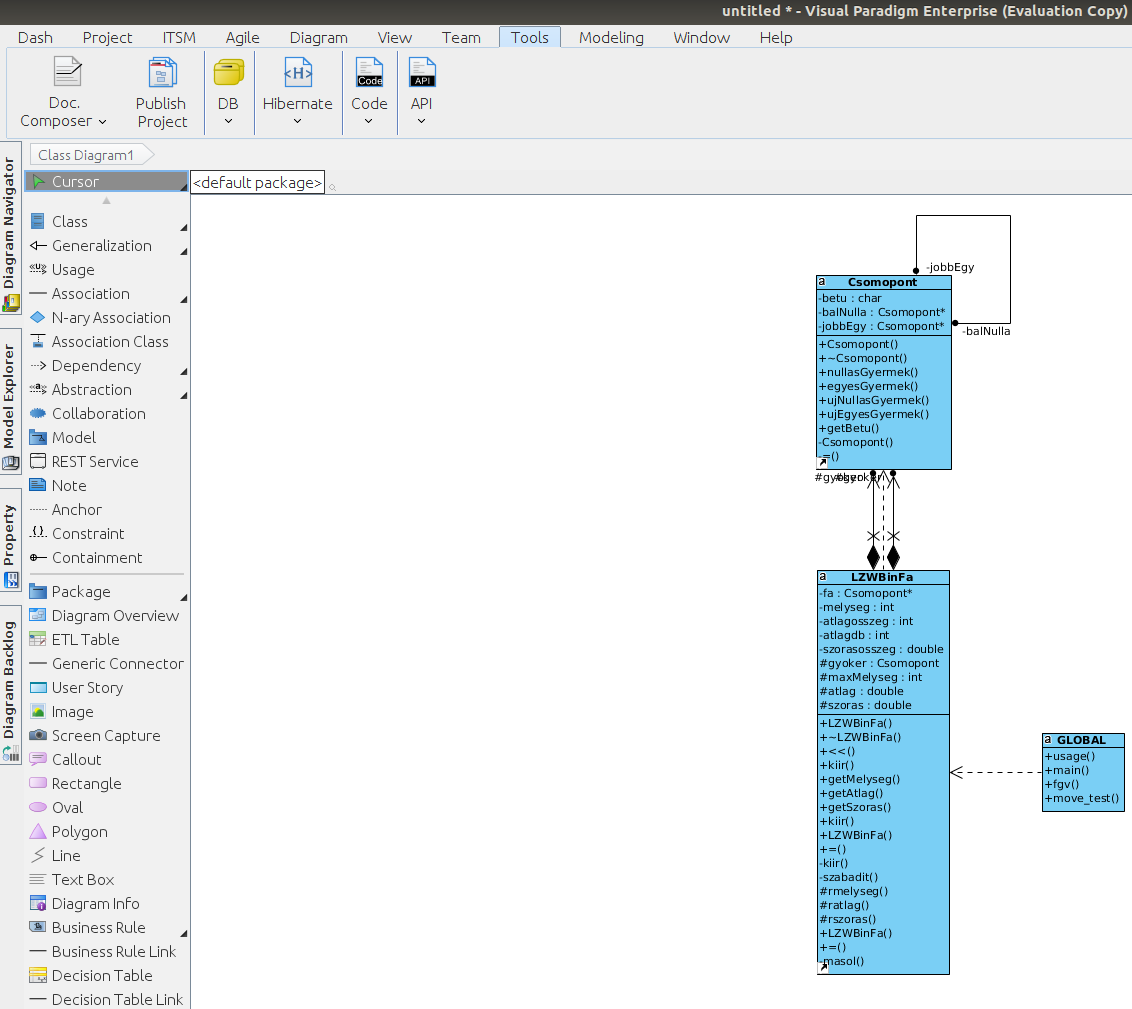 untitled * - Visual Paradigm Enterprise (Evaluation Copy)
Dash Project ITSM Agile Diagram View Team Tools Modeling Window Help
Doc. Composer
Publish Project
DB
Hibernate
Code
Code
API
API
Class Diagram1
Diagram Navigator
Model Explorer
Property
Diagram Backlog
Cursor
Class
Generalization
Usage
Association
N-ary Association
Association Class
Dependency
Abstraction
Collaboration
Model
REST Service
Note
Anchor
Constraint
Containment
Package
Diagram Overview
ETL Table
Generic Connector
User Story
Image
Screen Capture
Callout
Rectangle
Oval
Polygon
Line
Text Box
Diagram Info
Business Rule
Business Rule Link
Decision Table
Decision Table Link
<default package>
-jobbEgy
-balNulla
a Csomopont
-betu : char
-balNulla : Csomopont*
-jobbEgy : Csomopont*
+Csomopont()
+~Csomopont()
+nullasGyermek()
+egyesGyermek()
+ujNullasGyermek()
+ujEgyesGyermek()
+getBetu()
-Csomopont()
-=()
a LZWBinFa
-fa : Csomopont*
-melyseg : int
-atlagosszeg : int
-atlagdb : int
-szorasosszeg : double
#gyoker : Csomopont
#maxMelyseg : int
#atlag : double
#szoras : double
+LZWBinFa()
+~LZWBinFa()
+<<()
+kiir()
+getMelyseg()
+getAtlag()
+getSzoras()
+kiir()
+LZWBinFa()
+=()
-kiir()
-szabadit()
#rmelyseg()
#ratlag()
#rszoras()
+LZWBinFa()
+=()
-masol()
a GLOBAL
+usage()
+main()
+fgv()
+move_test()